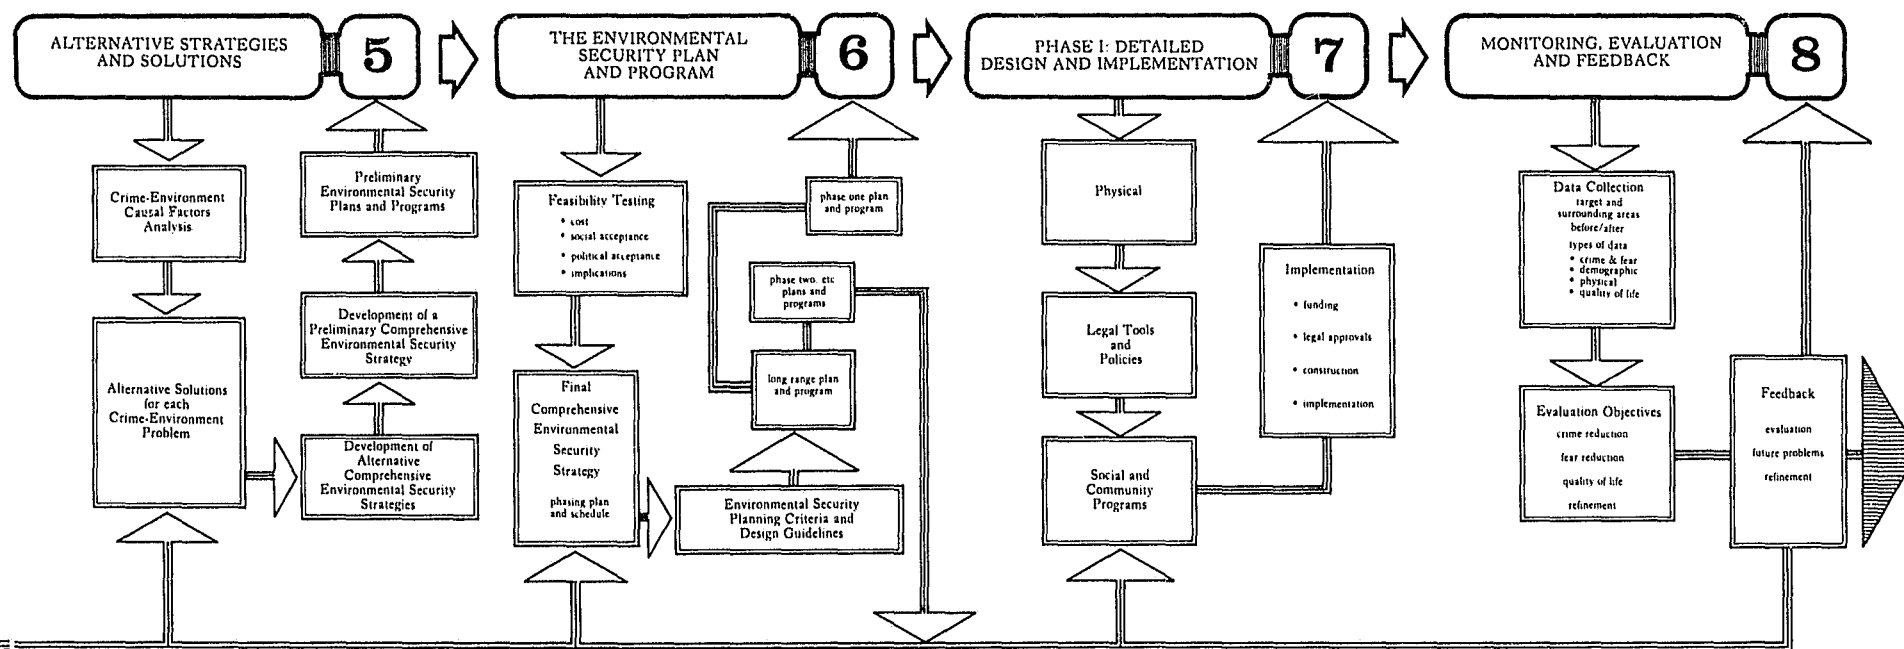 ALTERNATIVE STRATEGIES
AND SOLUTIONS
5
Crime-Environment
Causal Factors
Analysis
Alternative Solutions
for each
Crime-Environment
Problem
Preliminary
Environmental Security
Plans and Programs
Development of a
Preliminary Comprehensive
Environmental Security
Strategy
Development of
Alternative
Comprehensive
Environmental Security
Strategies
THE ENVIRONMENTAL
SECURITY PLAN
AND PROGRAM
6
Feasibility Testing
• cost
• social acceptance
• political acceptance
• implications
Final
Comprehensive
Environmental
Security
Strategy
phasing plan
and schedule
phase one plan
and program
phase two. etc
plans and
programs
long range plan
and program
Environmental Security
Planning Criteria and
Design Guidelines
PHASE I: DETAILED
DESIGN AND IMPLEMENTATION
7
Physical
Legal Tools
and
Policies
Social and
Community
Programs
Implementation
• funding
• legal approvals
• construction
• implementation
MONITORING, EVALUATION
AND FEEDBACK
8
Data Collection
target and
surrounding areas
before/after
types of data
• crime & fear
• demographic
• physical
• quality of life
Evaluation Objectives
crime reduction
fear reduction
quality of life
refinement
Feedback
evaluation
future problems
refinement